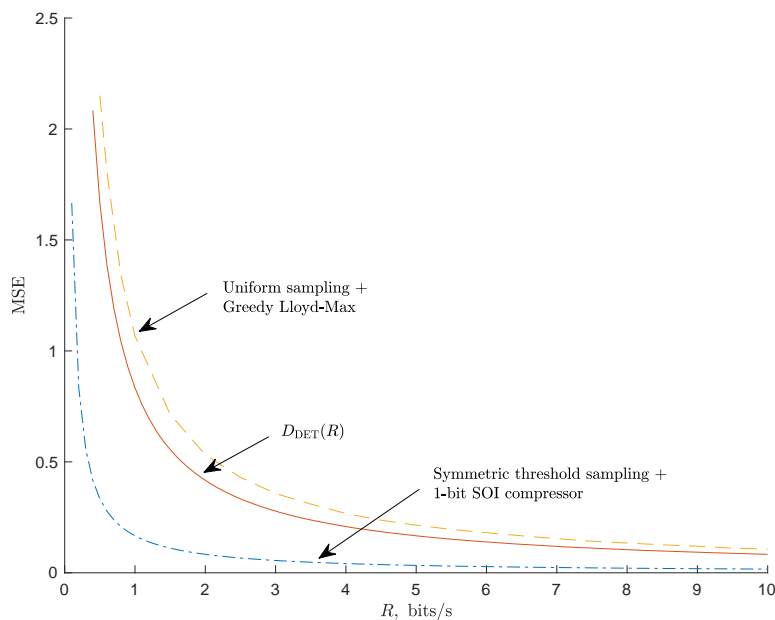 2.5
2
1.5
1
0.5
0
MSE
Uniform sampling +
Greedy Lloyd-Max
D_DET(R)
Symmetric threshold sampling +
1-bit SOI compressor
0 1 2 3 4 5 6 7 8 9 10
R, bits/s